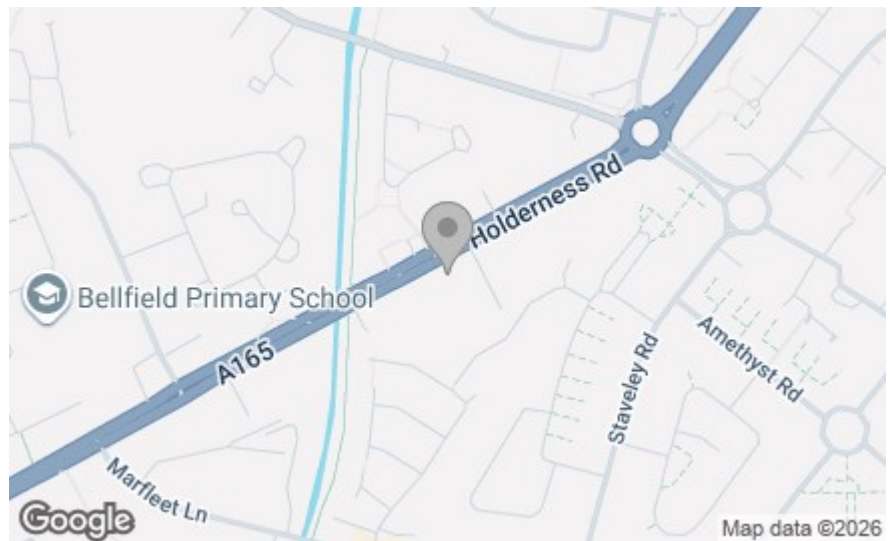 Holderness Rd
Bellfield Primary School
A165
Staveley Rd
Amethyst Rd
Marfleet Ln
Google
Map data ©2026